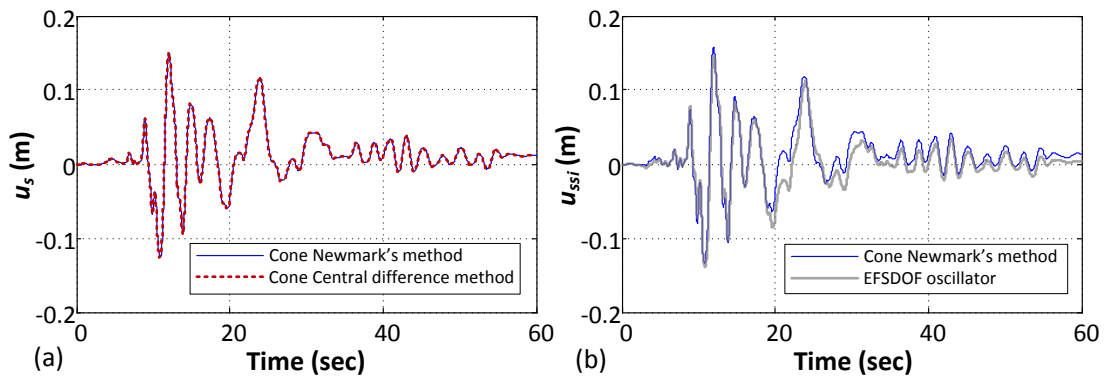 0.2
0.1
0
-0.1
-0.2
u_s (m)
Cone Newmark's method
Cone Central difference method
0 20 40 60
(a) Time (sec)
0.2
0.1
0
-0.1
-0.2
u_ssi (m)
Cone Newmark's method
EFSDOF oscillator
0 20 40 60
(b) Time (sec)